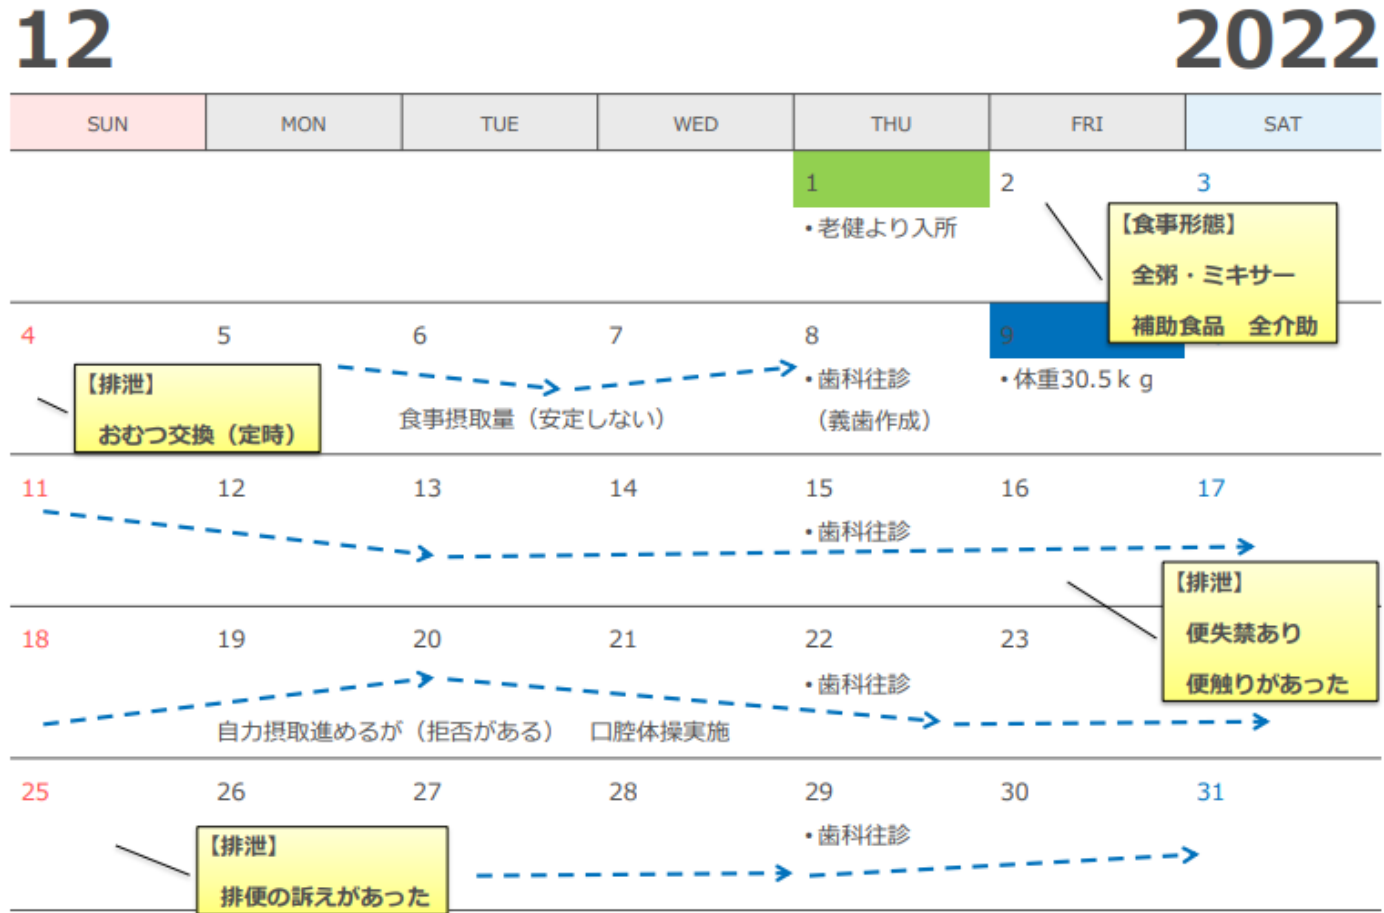 12
2022
SUN MON TUE WED THU FRI SAT
1 2 3
・老健より入所
【食事形態】
全粥・ミキサー
補助食品　全介助
4 5 6 7 8 9
【排泄】
おむつ交換（定時）
食事摂取量（安定しない）
・歯科往診
（義歯作成）
・体重30.5ｋｇ
11 12 13 14 15 16 17
・歯科往診
【排泄】
便失禁あり
便触りがあった
18 19 20 21 22 23
・歯科往診
自力摂取進めるが（拒否がある）　口腔体操実施
25 26 27 28 29 30 31
・歯科往診
【排泄】
排便の訴えがあった